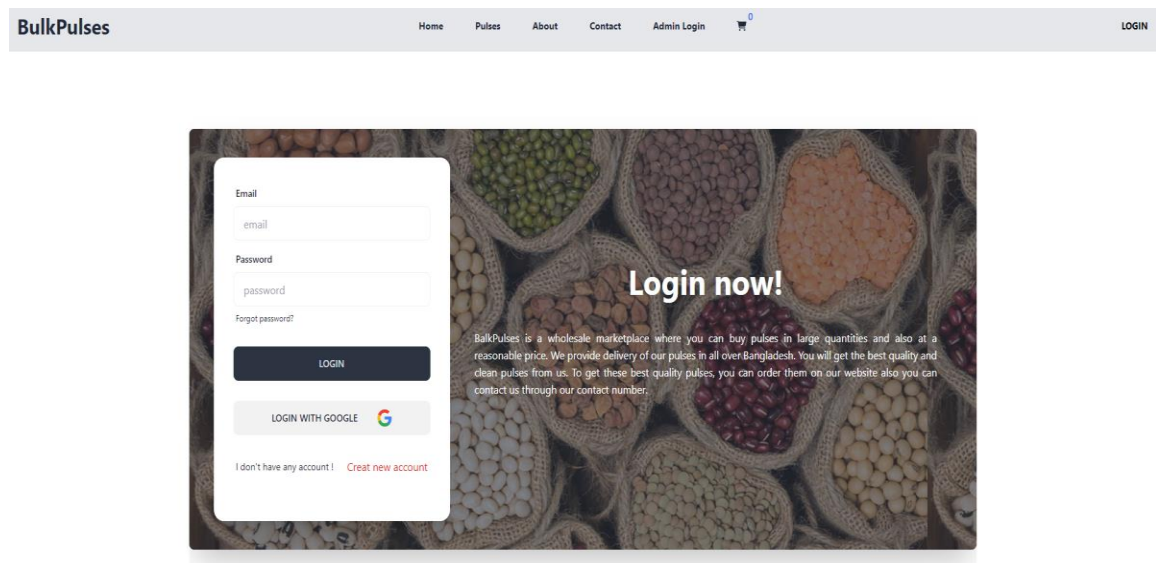 BulkPulses
Home Pulses About Contact Admin Login 0
LOGIN
Email
email
Password
password
Forgot password?
LOGIN
LOGIN WITH GOOGLE
I don't have any account ! Creat new account
Login now!
BalkPulses is a wholesale marketplace where you can buy pulses in large quantities and also at a
reasonable price. We provide delivery of our pulses in all over Bangladesh. You will get the best quality and
clean pulses from us. To get these best quality pulses, you can order them on our website also you can
contact us through our contact number.